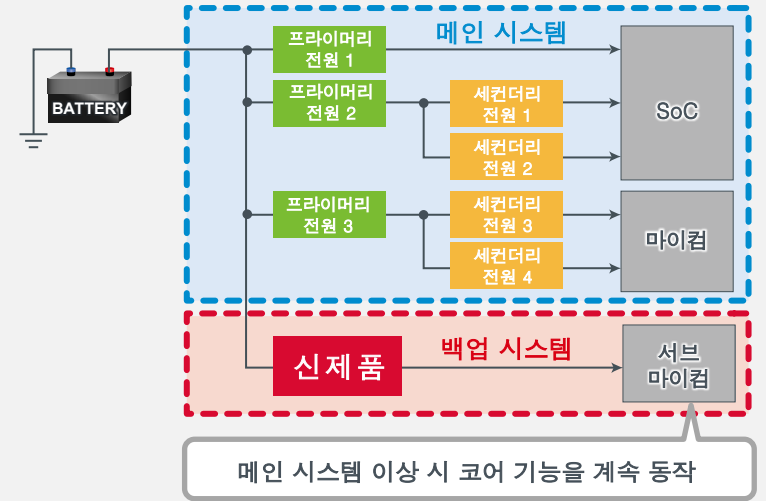 메인 시스템
프라이머리
전원 1
프라이머리
전원 2
세컨더리
전원 1
SoC
BATTERY
세컨더리
전원 2
프라이머리
전원 3
세컨더리
전원 3
마이컴
세컨더리
전원 4
백업 시스템
신제품
서브
마이컴
메인 시스템 이상 시 코어 기능을 계속 동작